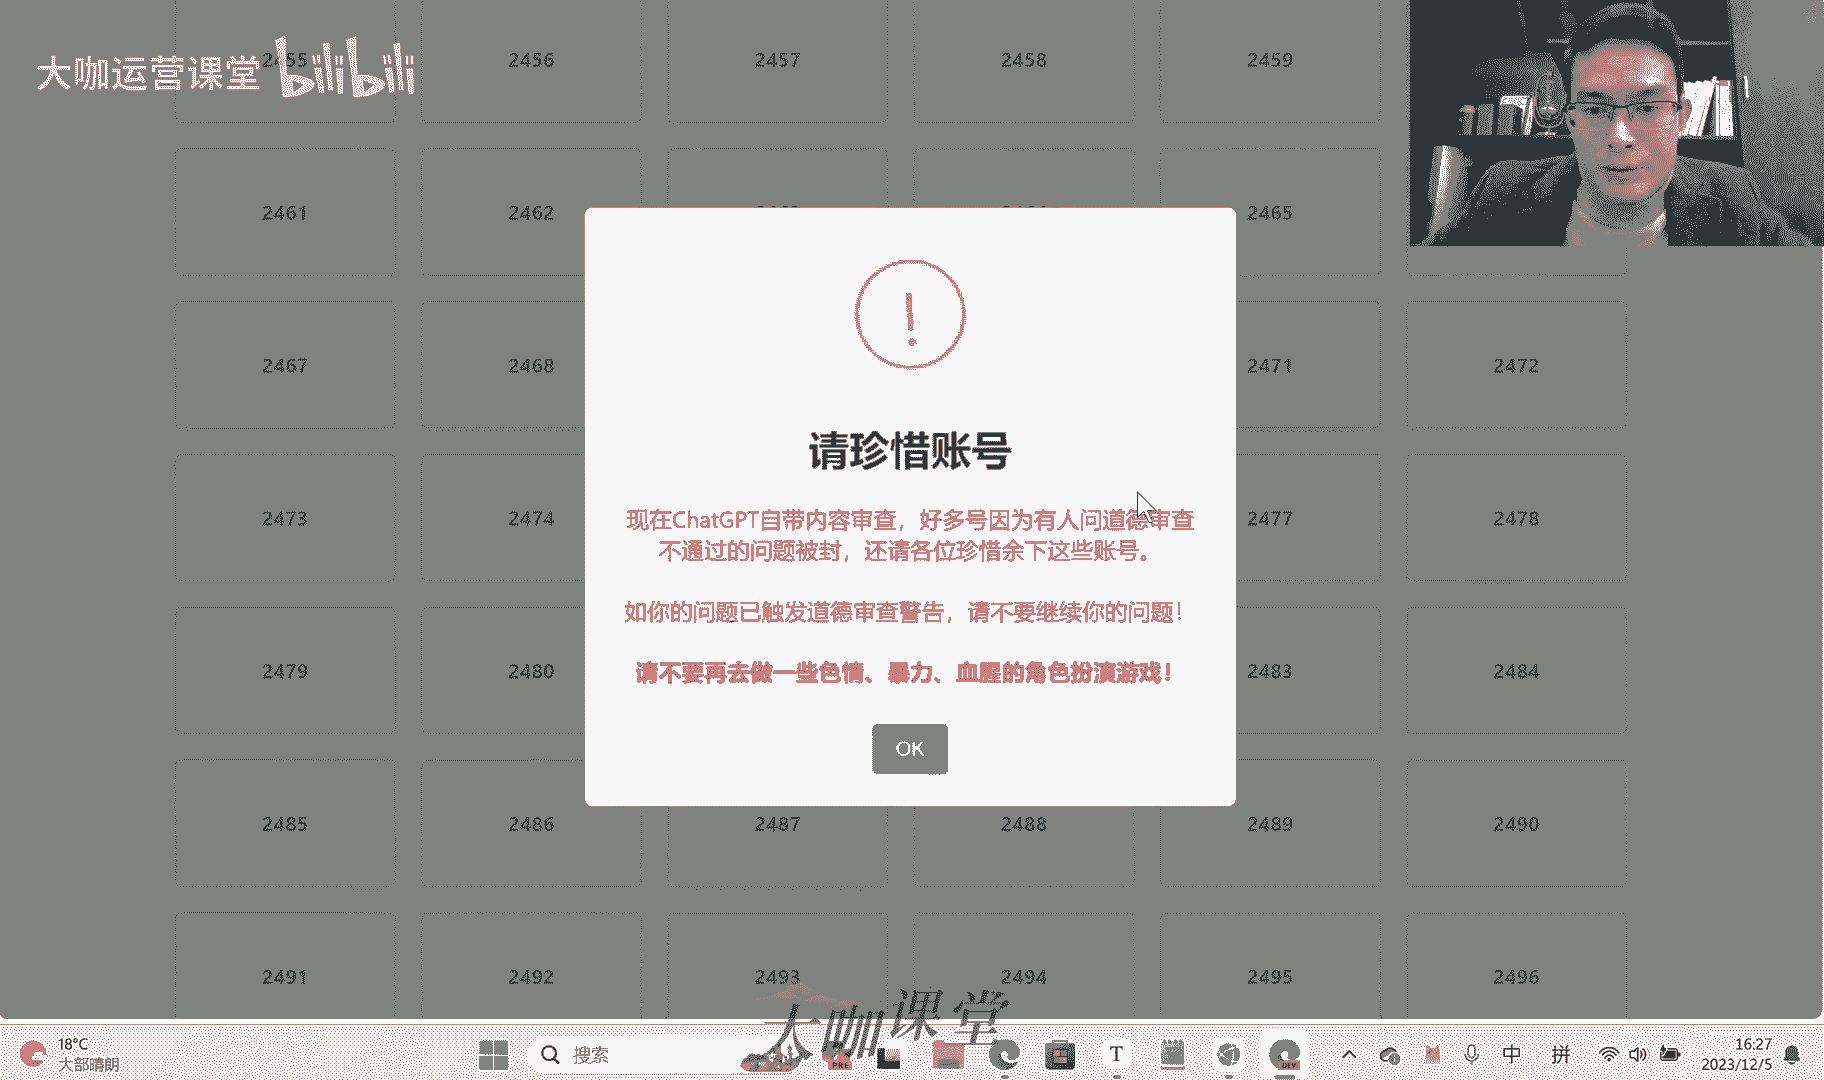 大咖运营课堂 bilibili
2455 2456 2457 2458 2459
2461 2462 2465
2467 2468 2471 2472
2473 2474 2477 2478
2479 2480 2483 2484
2485 2486 2487 2488 2489 2490
2491 2492 2493 2494 2495 2496
!
请珍惜账号
现在ChatGPT自带内容审查，好多号因为有人问道德审查
不通过的问题被封，还请各位珍惜余下这些账号。
如你的问题已触发道德审查警告，请不要继续你的问题！
请不要再去做一些色情、暴力、血腥的角色扮演游戏！
OK
大咖课堂
18°C
大部晴朗
搜索
PRE
T
DEV
中
拼
16:27
2023/12/5